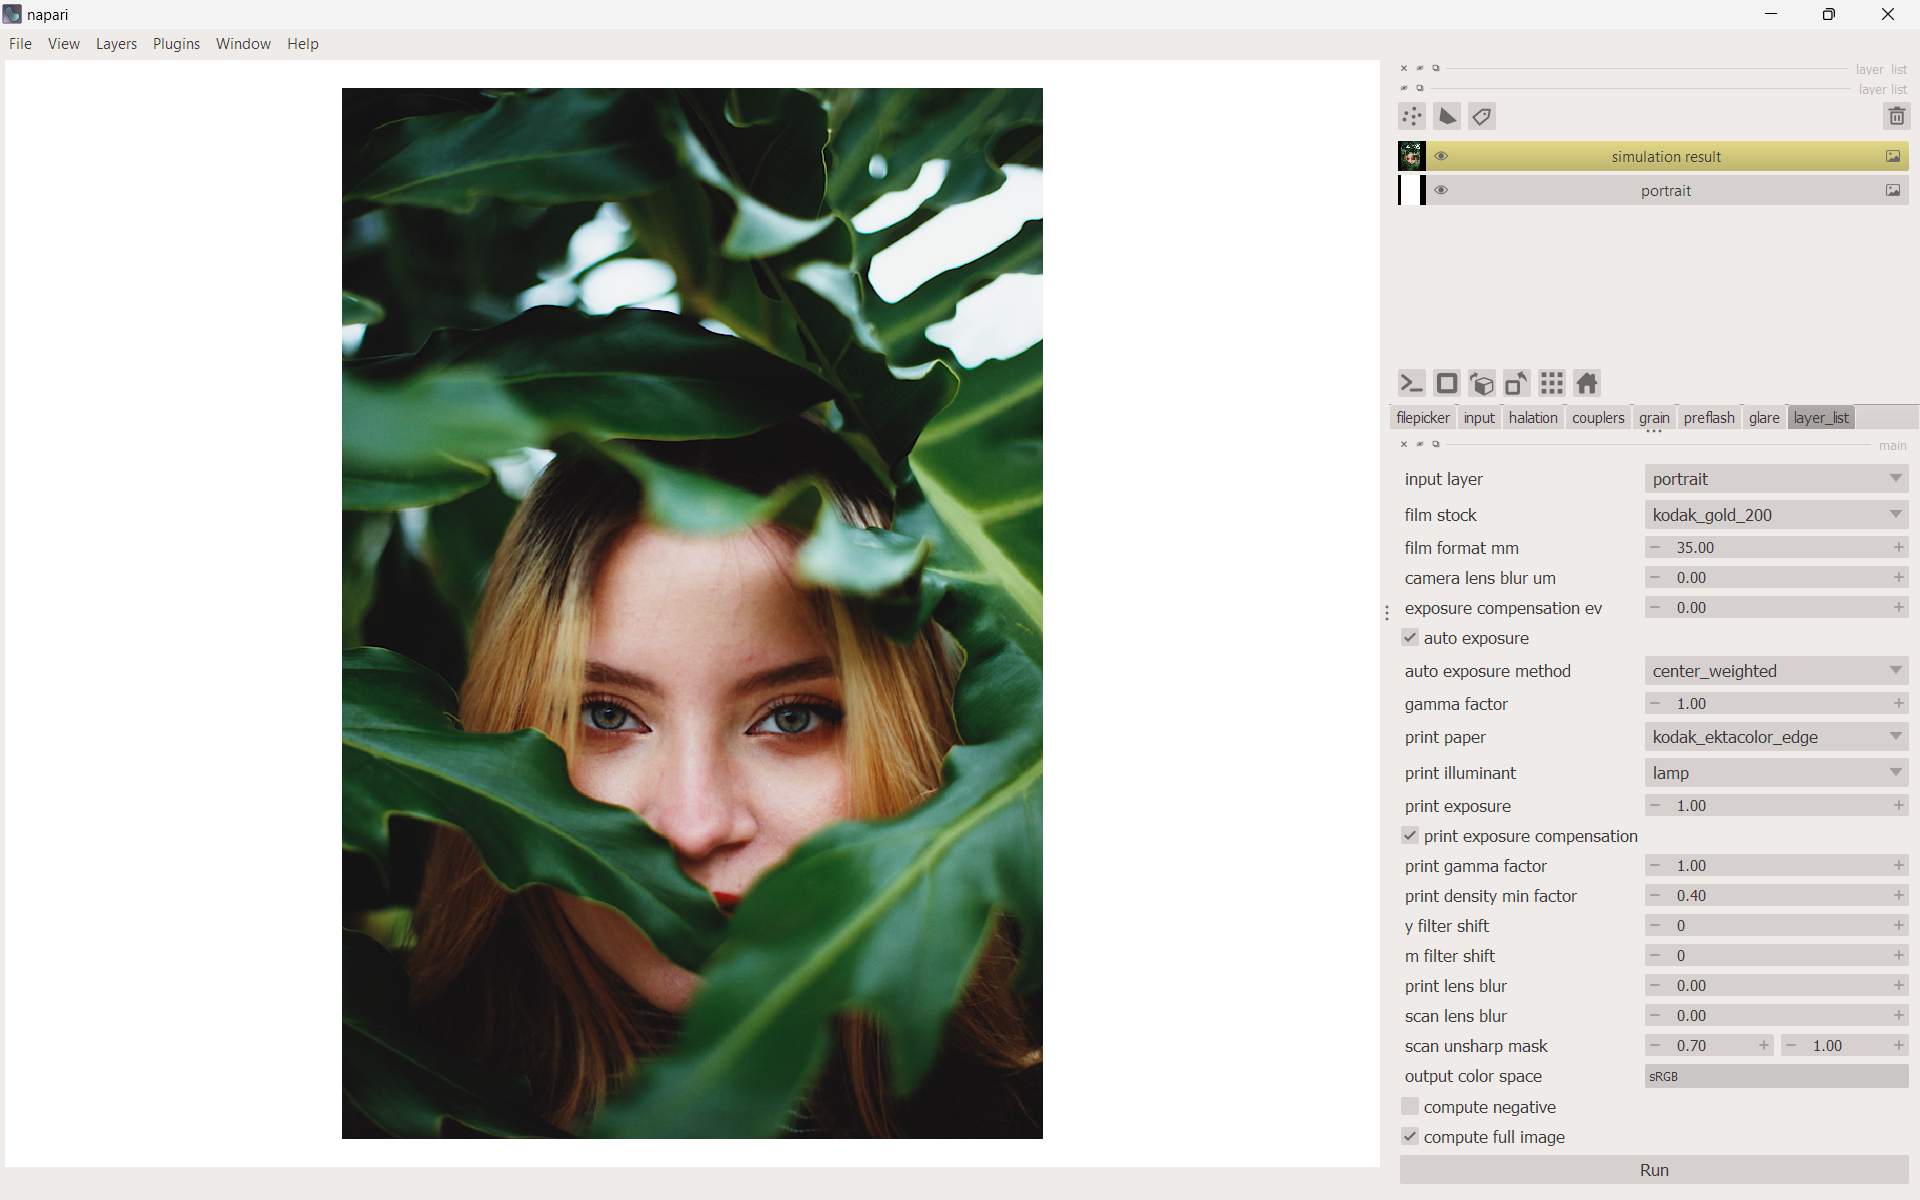 napari
File View Layers Plugins Window Help
layer list
layer list
simulation result
portrait
filepicker input halation couplers grain preflash glare layer_list
main
input layer portrait
film stock kodak_gold_200
film format mm 35.00
camera lens blur um 0.00
exposure compensation ev 0.00
auto exposure
auto exposure method center_weighted
gamma factor 1.00
print paper kodak_ektacolor_edge
print illuminant lamp
print exposure 1.00
print exposure compensation
print gamma factor 1.00
print density min factor 0.40
y filter shift 0
m filter shift 0
print lens blur 0.00
scan lens blur 0.00
scan unsharp mask 0.70 1.00
output color space sRGB
compute negative
compute full image
Run